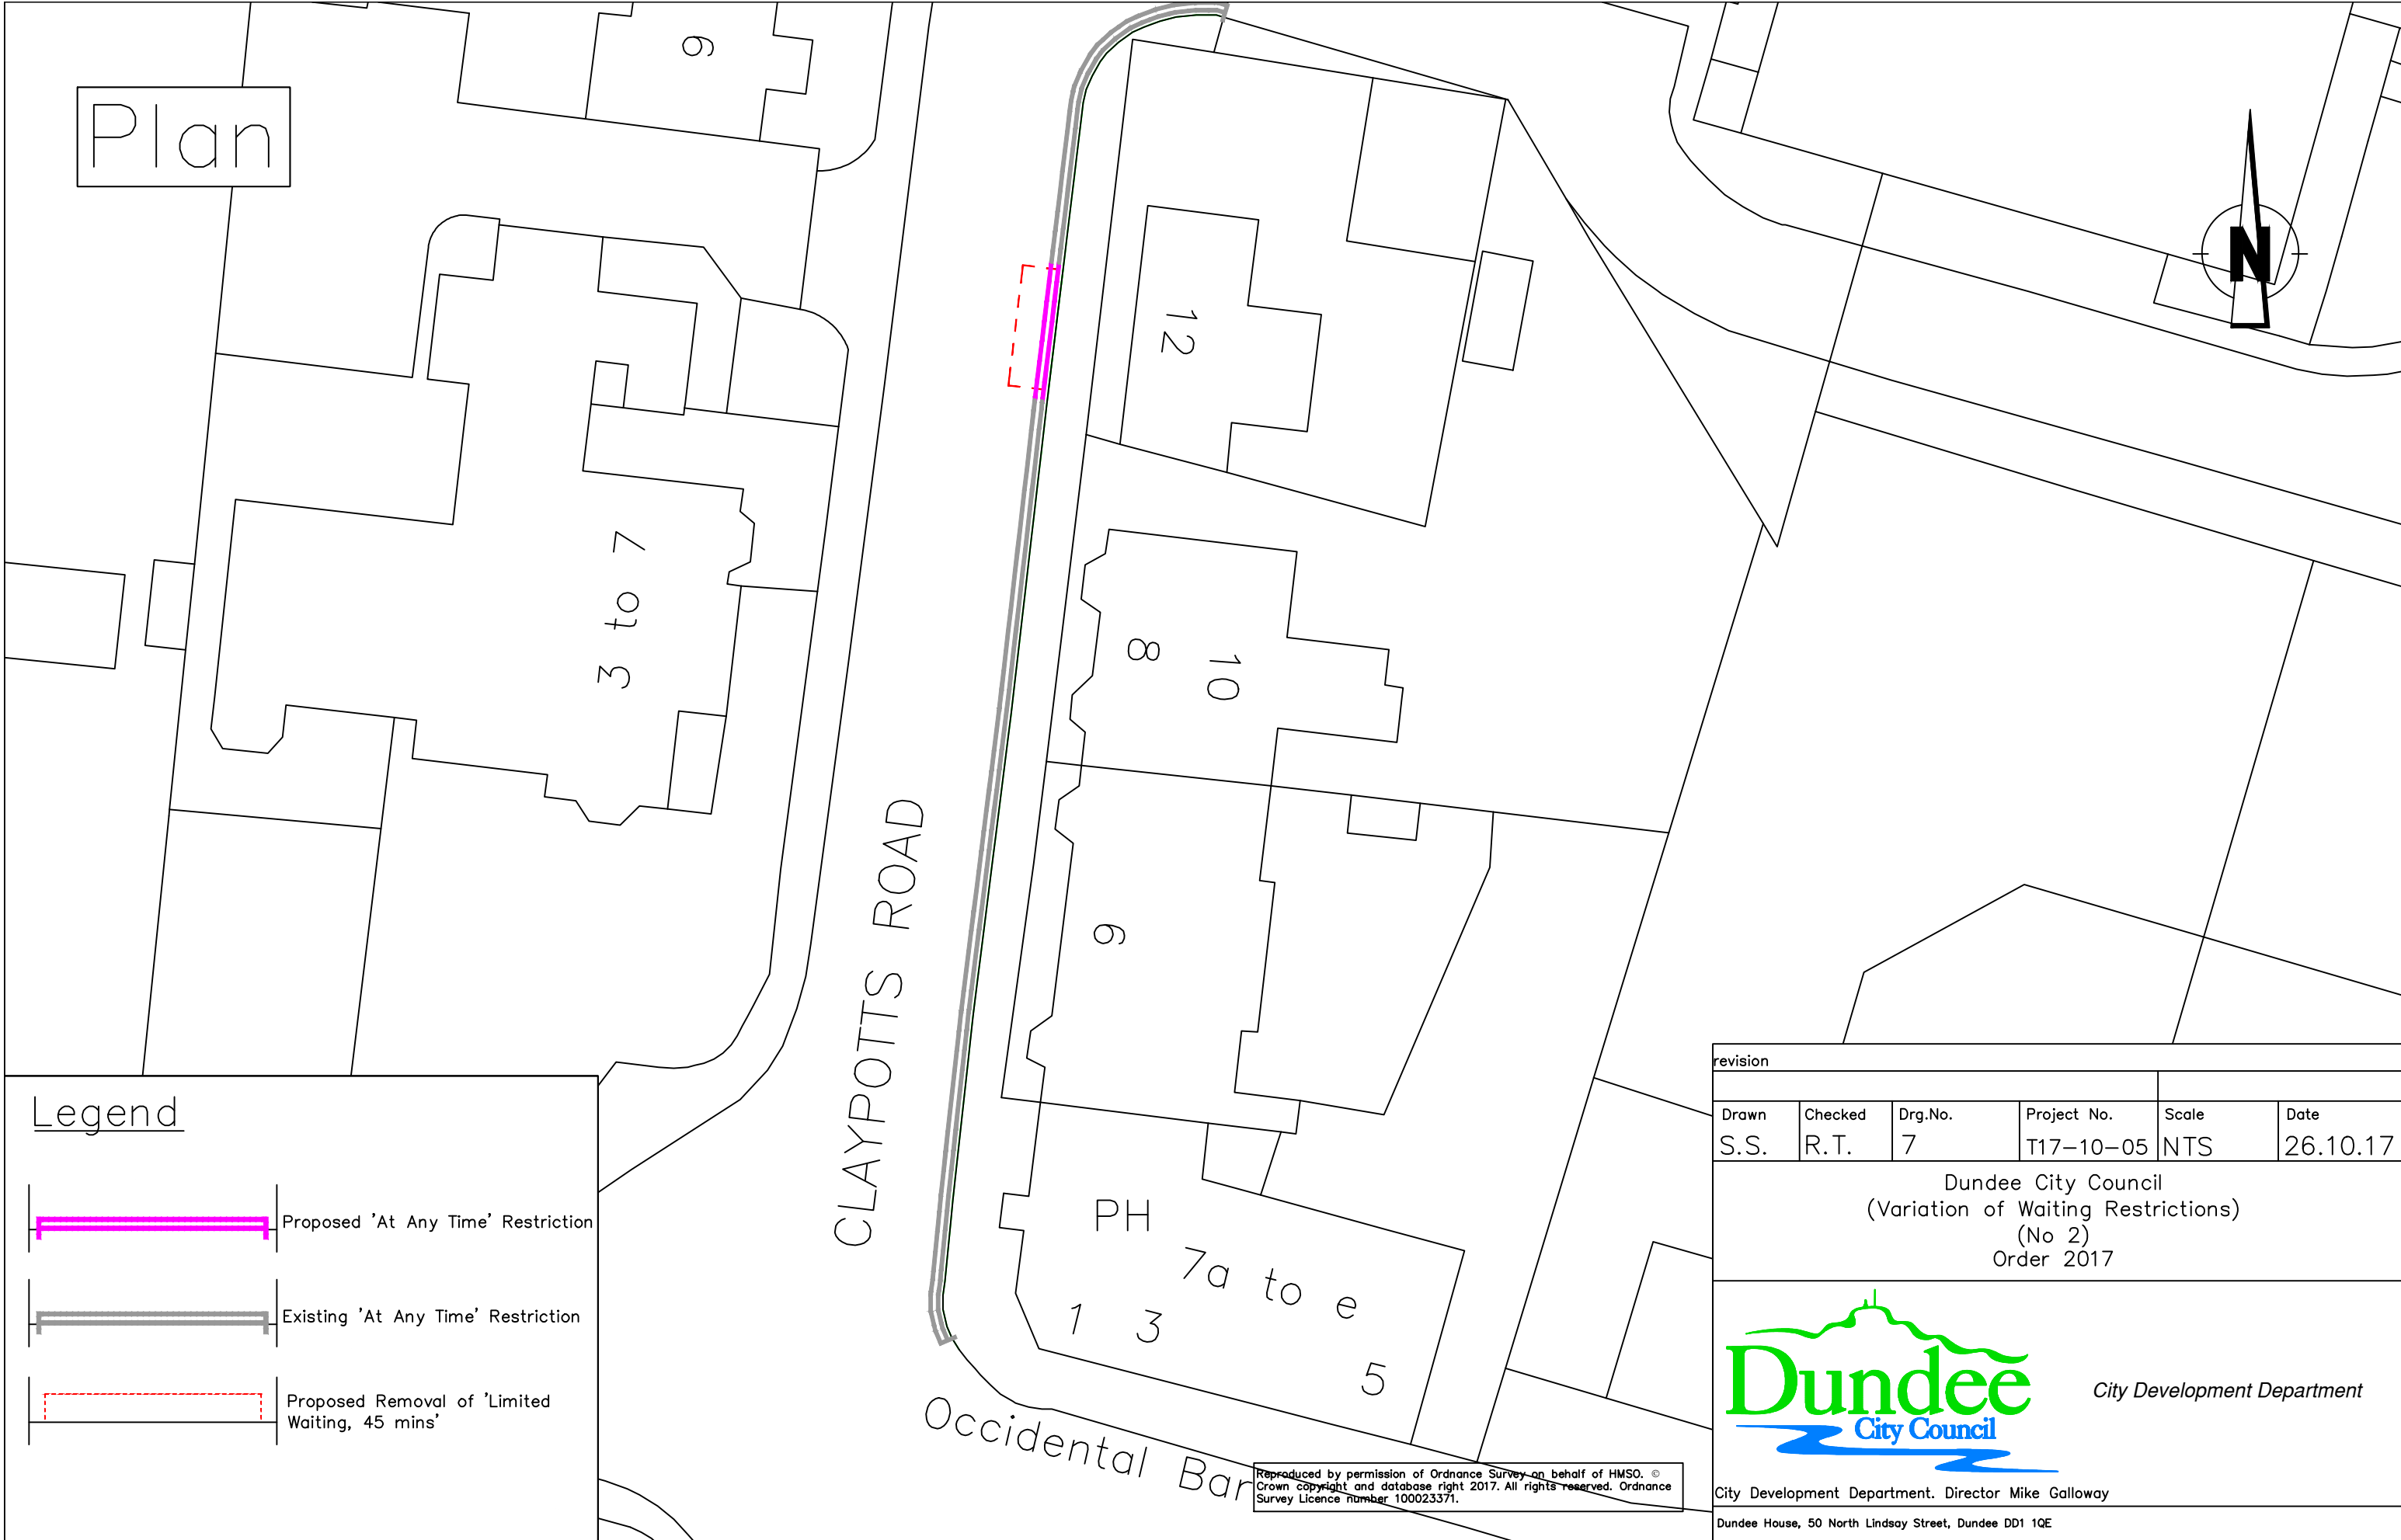 Plan
9
N
12
3 to 7
8
10
6
CLAYPOTTS ROAD
PH
7a to e
1
3
5
Occidental Bar
Legend
Proposed 'At Any Time' Restriction
Existing 'At Any Time' Restriction
Proposed Removal of 'Limited
Waiting, 45 mins'
Reproduced by permission of Ordnance Survey on behalf of HMSO. ©
Crown copyright and database right 2017. All rights reserved. Ordnance
Survey Licence number 100023371.
revision
Drawn Checked Drg.No. Project No. Scale Date
S.S. R.T. 7 T17-10-05 NTS 26.10.17
Dundee City Council
(Variation of Waiting Restrictions)
(No 2)
Order 2017
Dundee
City Council
City Development Department
City Development Department. Director Mike Galloway
Dundee House, 50 North Lindsay Street, Dundee DD1 1QE